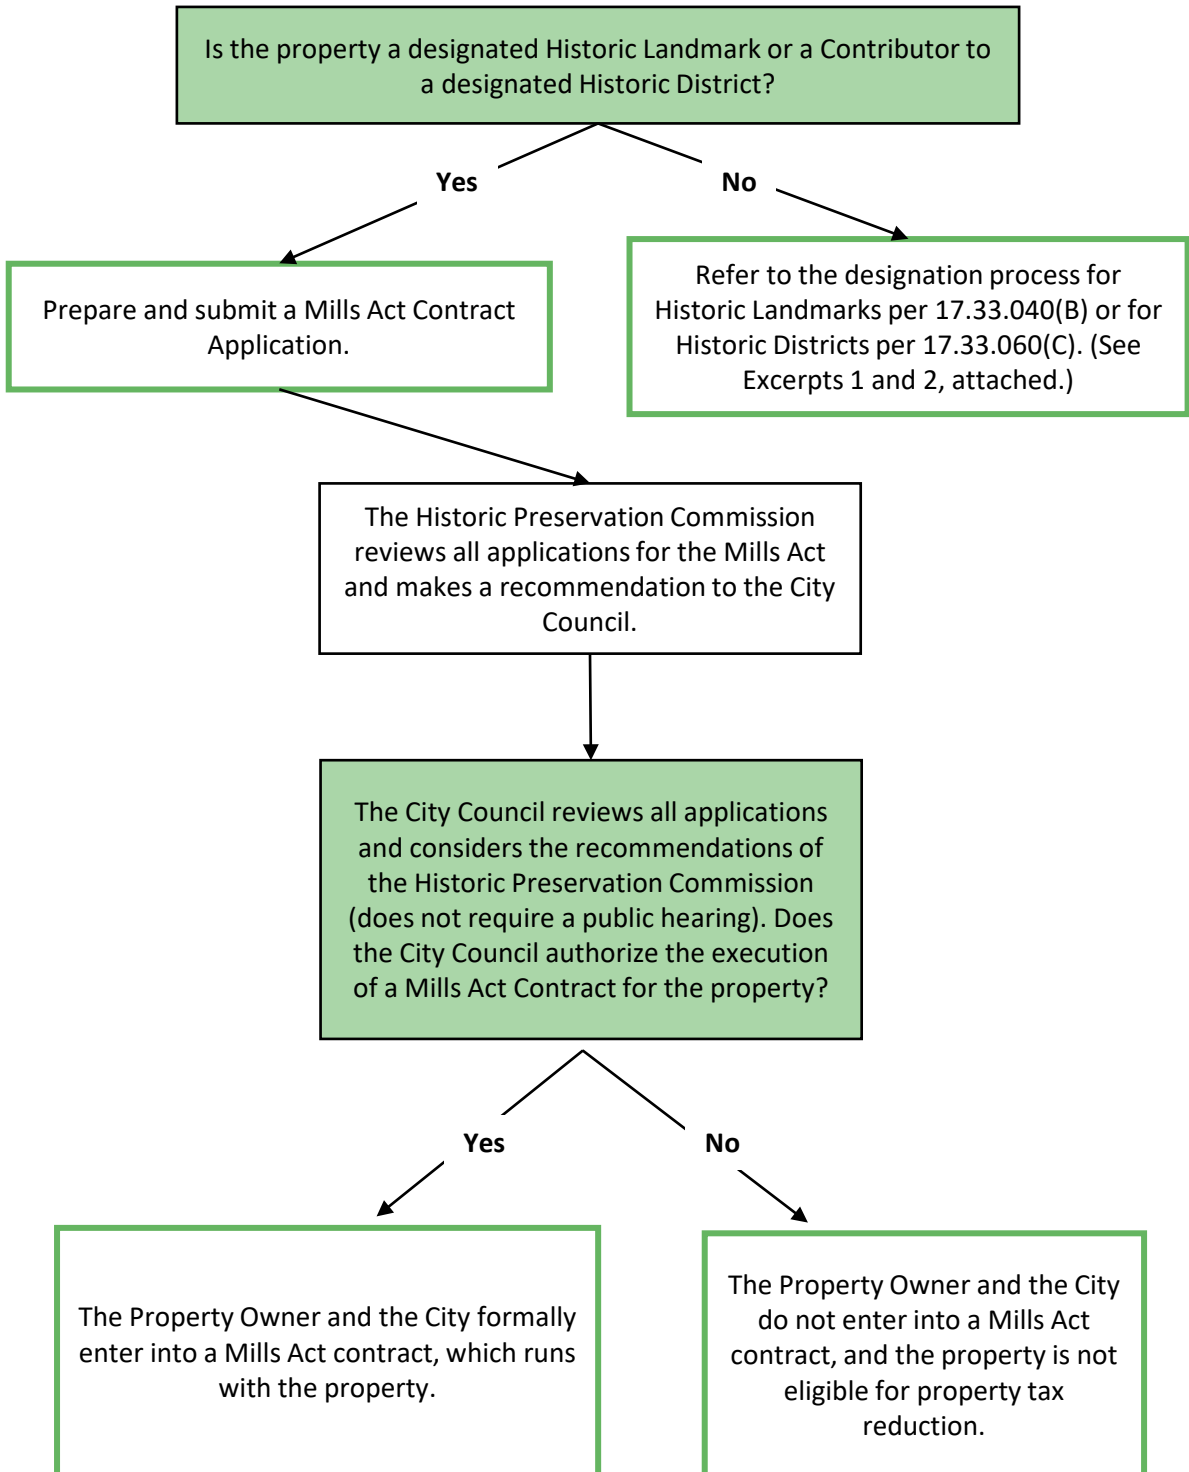 Is the property a designated Historic Landmark or a Contributor to
a designated Historic District?
Yes
No
Prepare and submit a Mills Act Contract
Application.
Refer to the designation process for
Historic Landmarks per 17.33.040(B) or for
Historic Districts per 17.33.060(C). (See
Excerpts 1 and 2, attached.)
The Historic Preservation Commission
reviews all applications for the Mills Act
and makes a recommendation to the City
Council.
The City Council reviews all applications
and considers the recommendations of
the Historic Preservation Commission
(does not require a public hearing). Does
the City Council authorize the execution
of a Mills Act Contract for the property?
Yes
No
The Property Owner and the City formally
enter into a Mills Act contract, which runs
with the property.
The Property Owner and the City
do not enter into a Mills Act
contract, and the property is not
eligible for property tax
reduction.